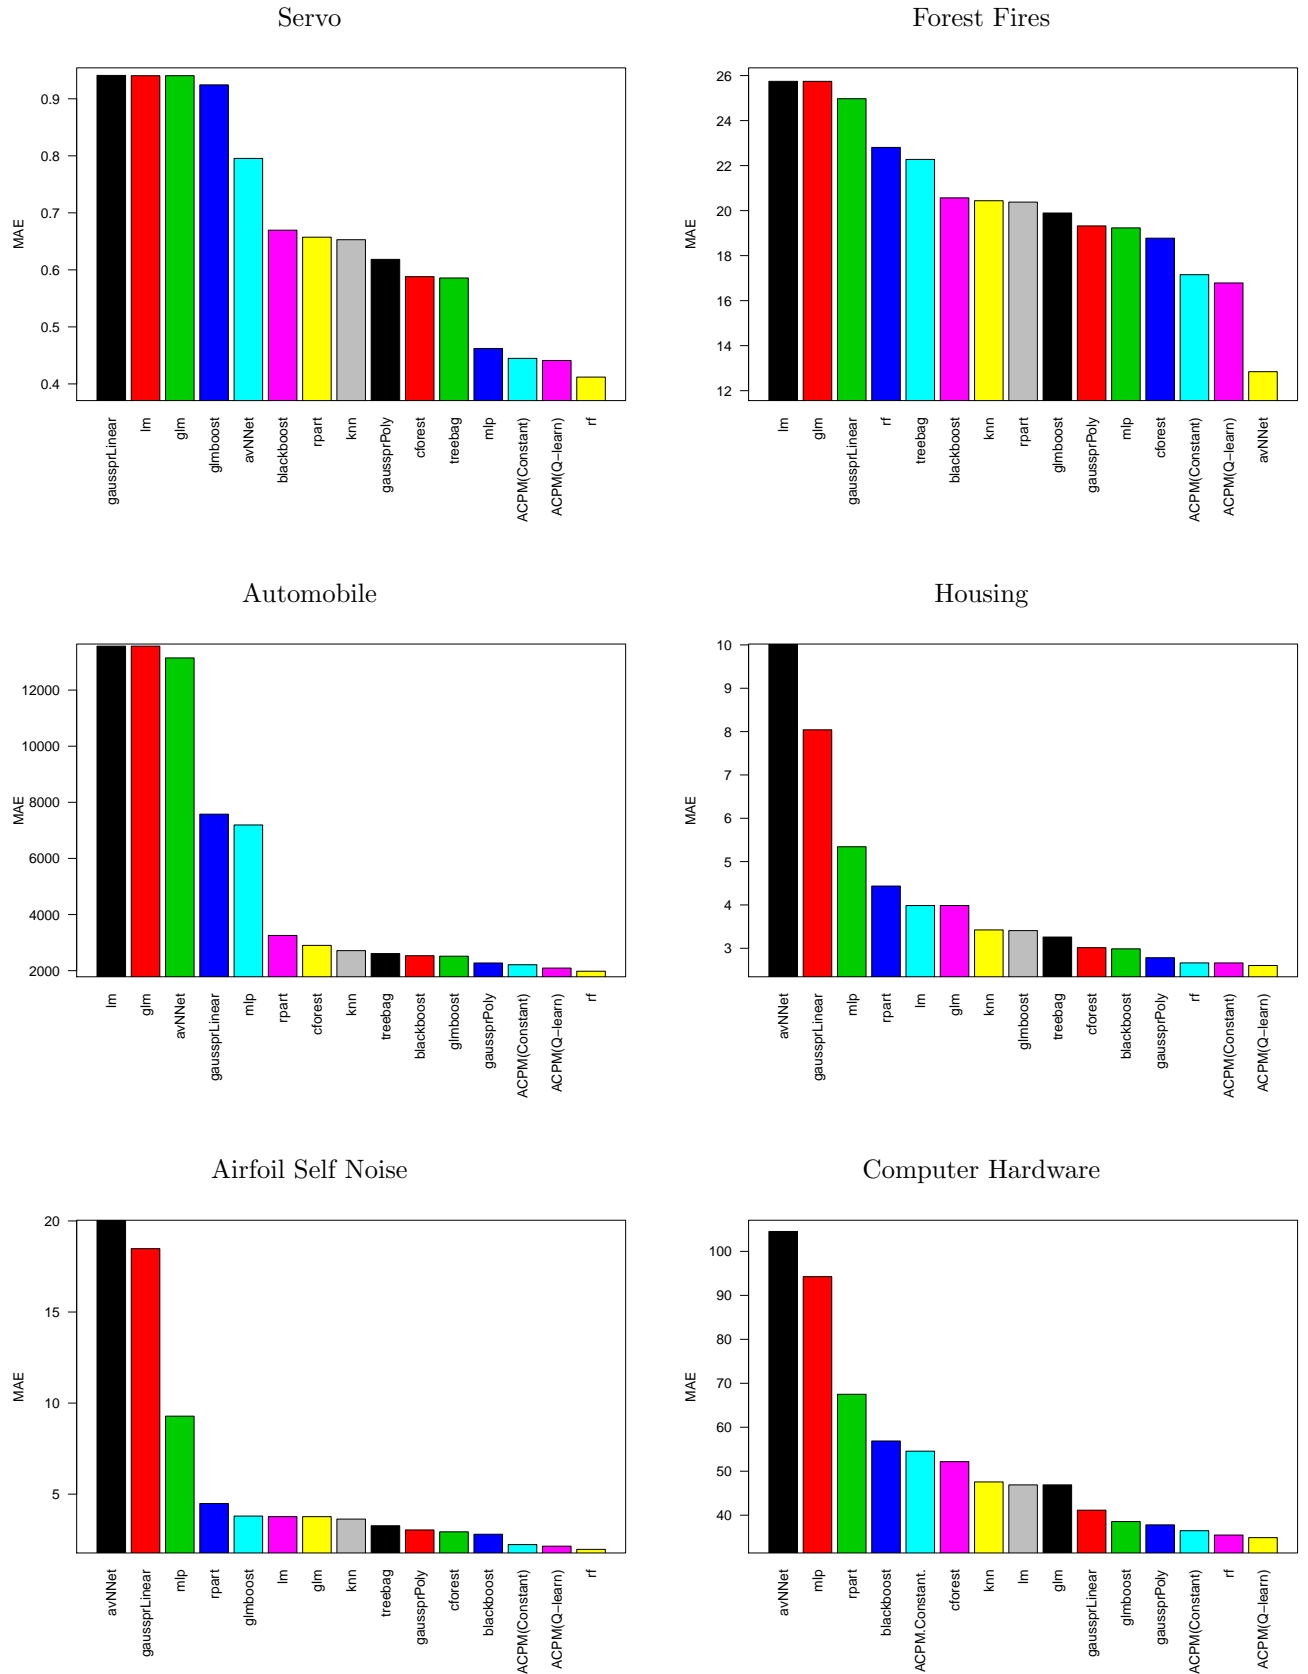 Servo
MAE
0.9
0.8
0.7
0.6
0.5
0.4
gaussprLinear
lm
glm
glmboost
avNNet
blackboost
rpart
knn
gaussprPoly
cforest
treebag
mlp
ACPM(Constant)
ACPM(Q−learn)
rf
Forest Fires
MAE
26
24
22
20
18
16
14
12
lm
glm
gaussprLinear
rf
treebag
blackboost
knn
rpart
glmboost
gaussprPoly
mlp
cforest
ACPM(Constant)
ACPM(Q−learn)
avNNet
Automobile
MAE
12000
10000
8000
6000
4000
2000
lm
glm
avNNet
gaussprLinear
mlp
rpart
cforest
knn
treebag
blackboost
glmboost
gaussprPoly
ACPM(Constant)
ACPM(Q−learn)
rf
Housing
MAE
10
9
8
7
6
5
4
3
avNNet
gaussprLinear
mlp
rpart
lm
glm
knn
glmboost
treebag
cforest
blackboost
gaussprPoly
rf
ACPM(Constant)
ACPM(Q−learn)
Airfoil Self Noise
MAE
20
15
10
5
avNNet
gaussprLinear
mlp
rpart
glmboost
lm
glm
knn
treebag
gaussprPoly
cforest
blackboost
ACPM(Constant)
ACPM(Q−learn)
rf
Computer Hardware
MAE
100
90
80
70
60
50
40
avNNet
mlp
rpart
blackboost
ACPM.Constant.
cforest
knn
lm
glm
gaussprLinear
glmboost
gaussprPoly
ACPM(Constant)
rf
ACPM(Q−learn)